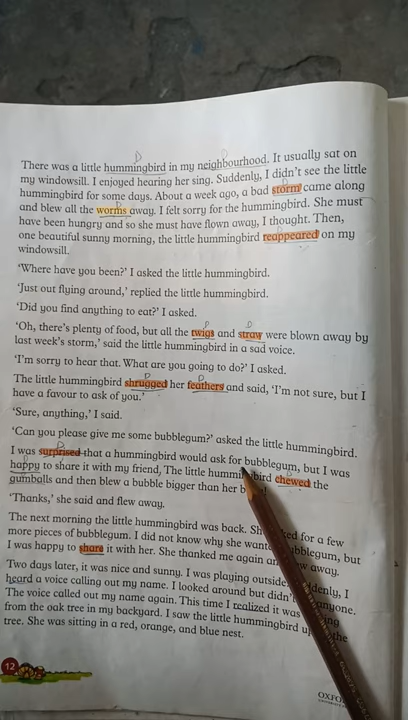 There was a little hummingbird in my neighbourhood. It usually sat on
my windowsill. I enjoyed hearing her sing. Suddenly, I didn't see the little
hummingbird for some days. About a week ago, a bad storm came along
and blew all the worms away. I felt sorry for the hummingbird. She must
have been hungry and so she must have flown away, I thought. Then,
one beautiful sunny morning, the little hummingbird reappeared on my
windowsill.
'Where have you been?' I asked the little hummingbird.
'Just out flying around,' replied the little hummingbird.
'Did you find anything to eat?' I asked.
'Oh, there's plenty of food, but all the twigs and straw were blown away by
last week's storm,' said the little hummingbird in a sad voice.
'I'm sorry to hear that. What are you going to do?' I asked.
The little hummingbird shrugged her feathers and said, 'I'm not sure, but I
have a favour to ask of you.'
'Sure, anything,' I said.
'Can you please give me some bubblegum?' asked the little hummingbird.
I was surprised that a hummingbird would ask for bubblegum, but I was
happy to share it with my friend, The little hummingbird chewed the
gumballs and then blew a bubble bigger than her
'Thanks,' she said and flew away.
The next morning the little hummingbird was back. She for a few
more pieces of bubblegum. I did not know why she bubblegum, but
I was happy to share it with her. She thanked me again away.
Two days later, it was nice and sunny. I was playing outside. I
heard a voice calling out my name. I looked around but didn't anyone.
The voice called out my name again. This time I realized it was
from the oak tree in my backyard. I saw the little hummingbird the
tree. She was sitting in a red, orange, and blue nest.
12